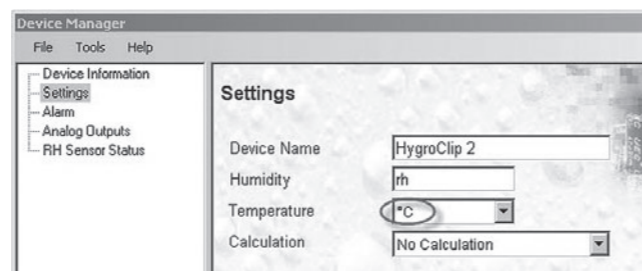 Device Manager
File Tools Help
Device Information
Settings
Alarm
Analog Outputs
RH Sensor Status
Settings
Device Name HygroClip 2
Humidity rh
Temperature °C
Calculation No Calculation